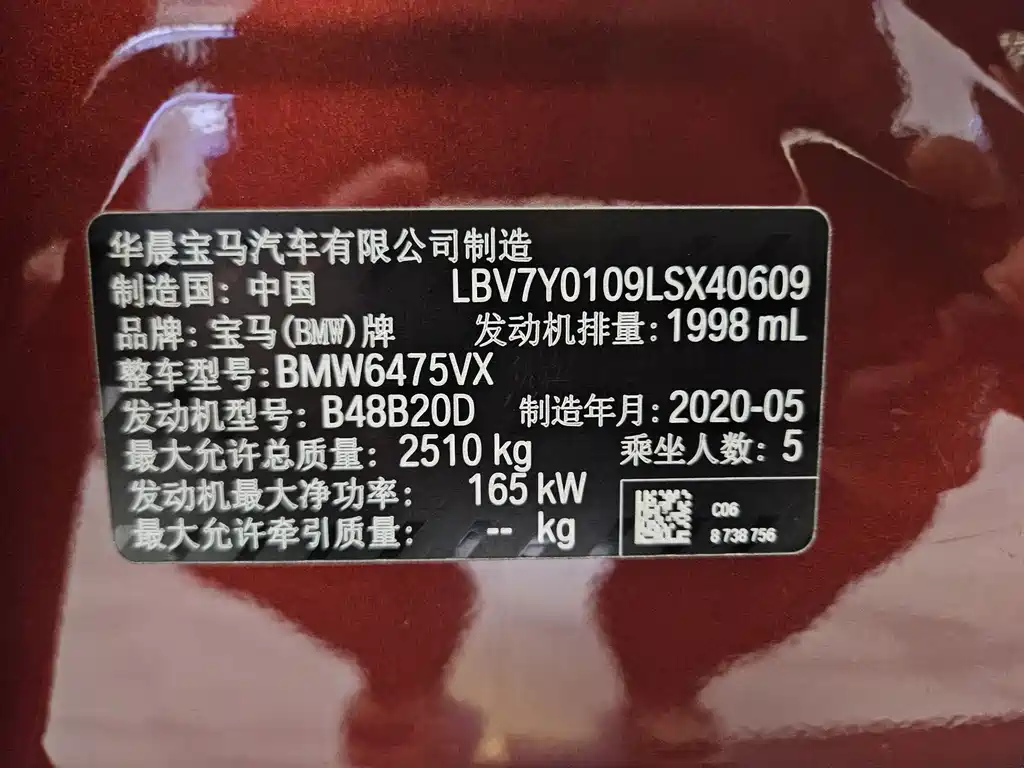 华晨宝马汽车有限公司制造
制造国：中国 LBV7Y0109LSX40609
品牌：宝马(BMW)牌 发动机排量：1998 mL
整车型号：BMW6475VX
发动机型号：B48B20D 制造年月：2020-05
最大允许总质量：2510 kg 乘坐人数：5
发动机最大净功率：165 kW
最大允许牵引质量：-- kg
C06
8 738 756